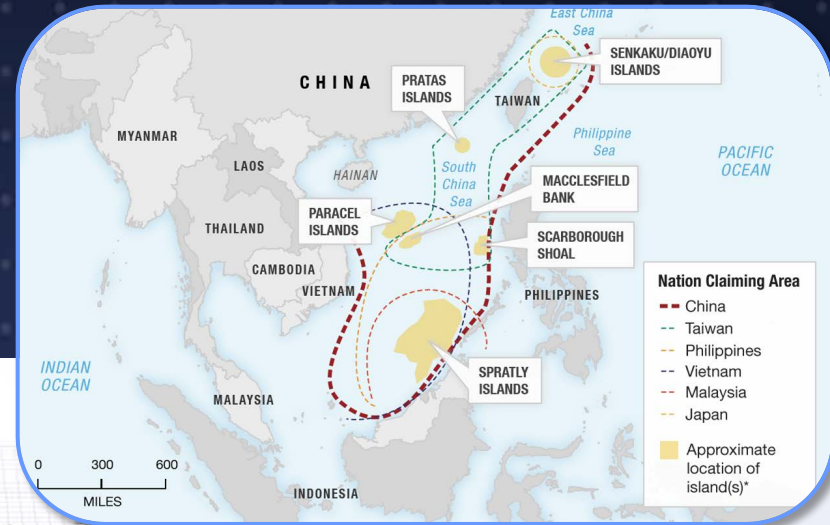 East China
Sea
SENKAKU/DIAOYU
ISLANDS
PRATAS
ISLANDS
CHINA
TAIWAN
MYANMAR
Philippine
Sea
PACIFIC
OCEAN
LAOS
HAINAN
South
China
Sea
MACCLESFIELD
BANK
PARACEL
ISLANDS
THAILAND
SCARBOROUGH
SHOAL
CAMBODIA
VIETNAM
PHILIPPINES
INDIAN
OCEAN
MALAYSIA
SPRATLY
ISLANDS
INDONESIA
0 300 600
MILES
Nation Claiming Area
China
Taiwan
Philippines
Vietnam
Malaysia
Japan
Approximate
location of
island(s)*